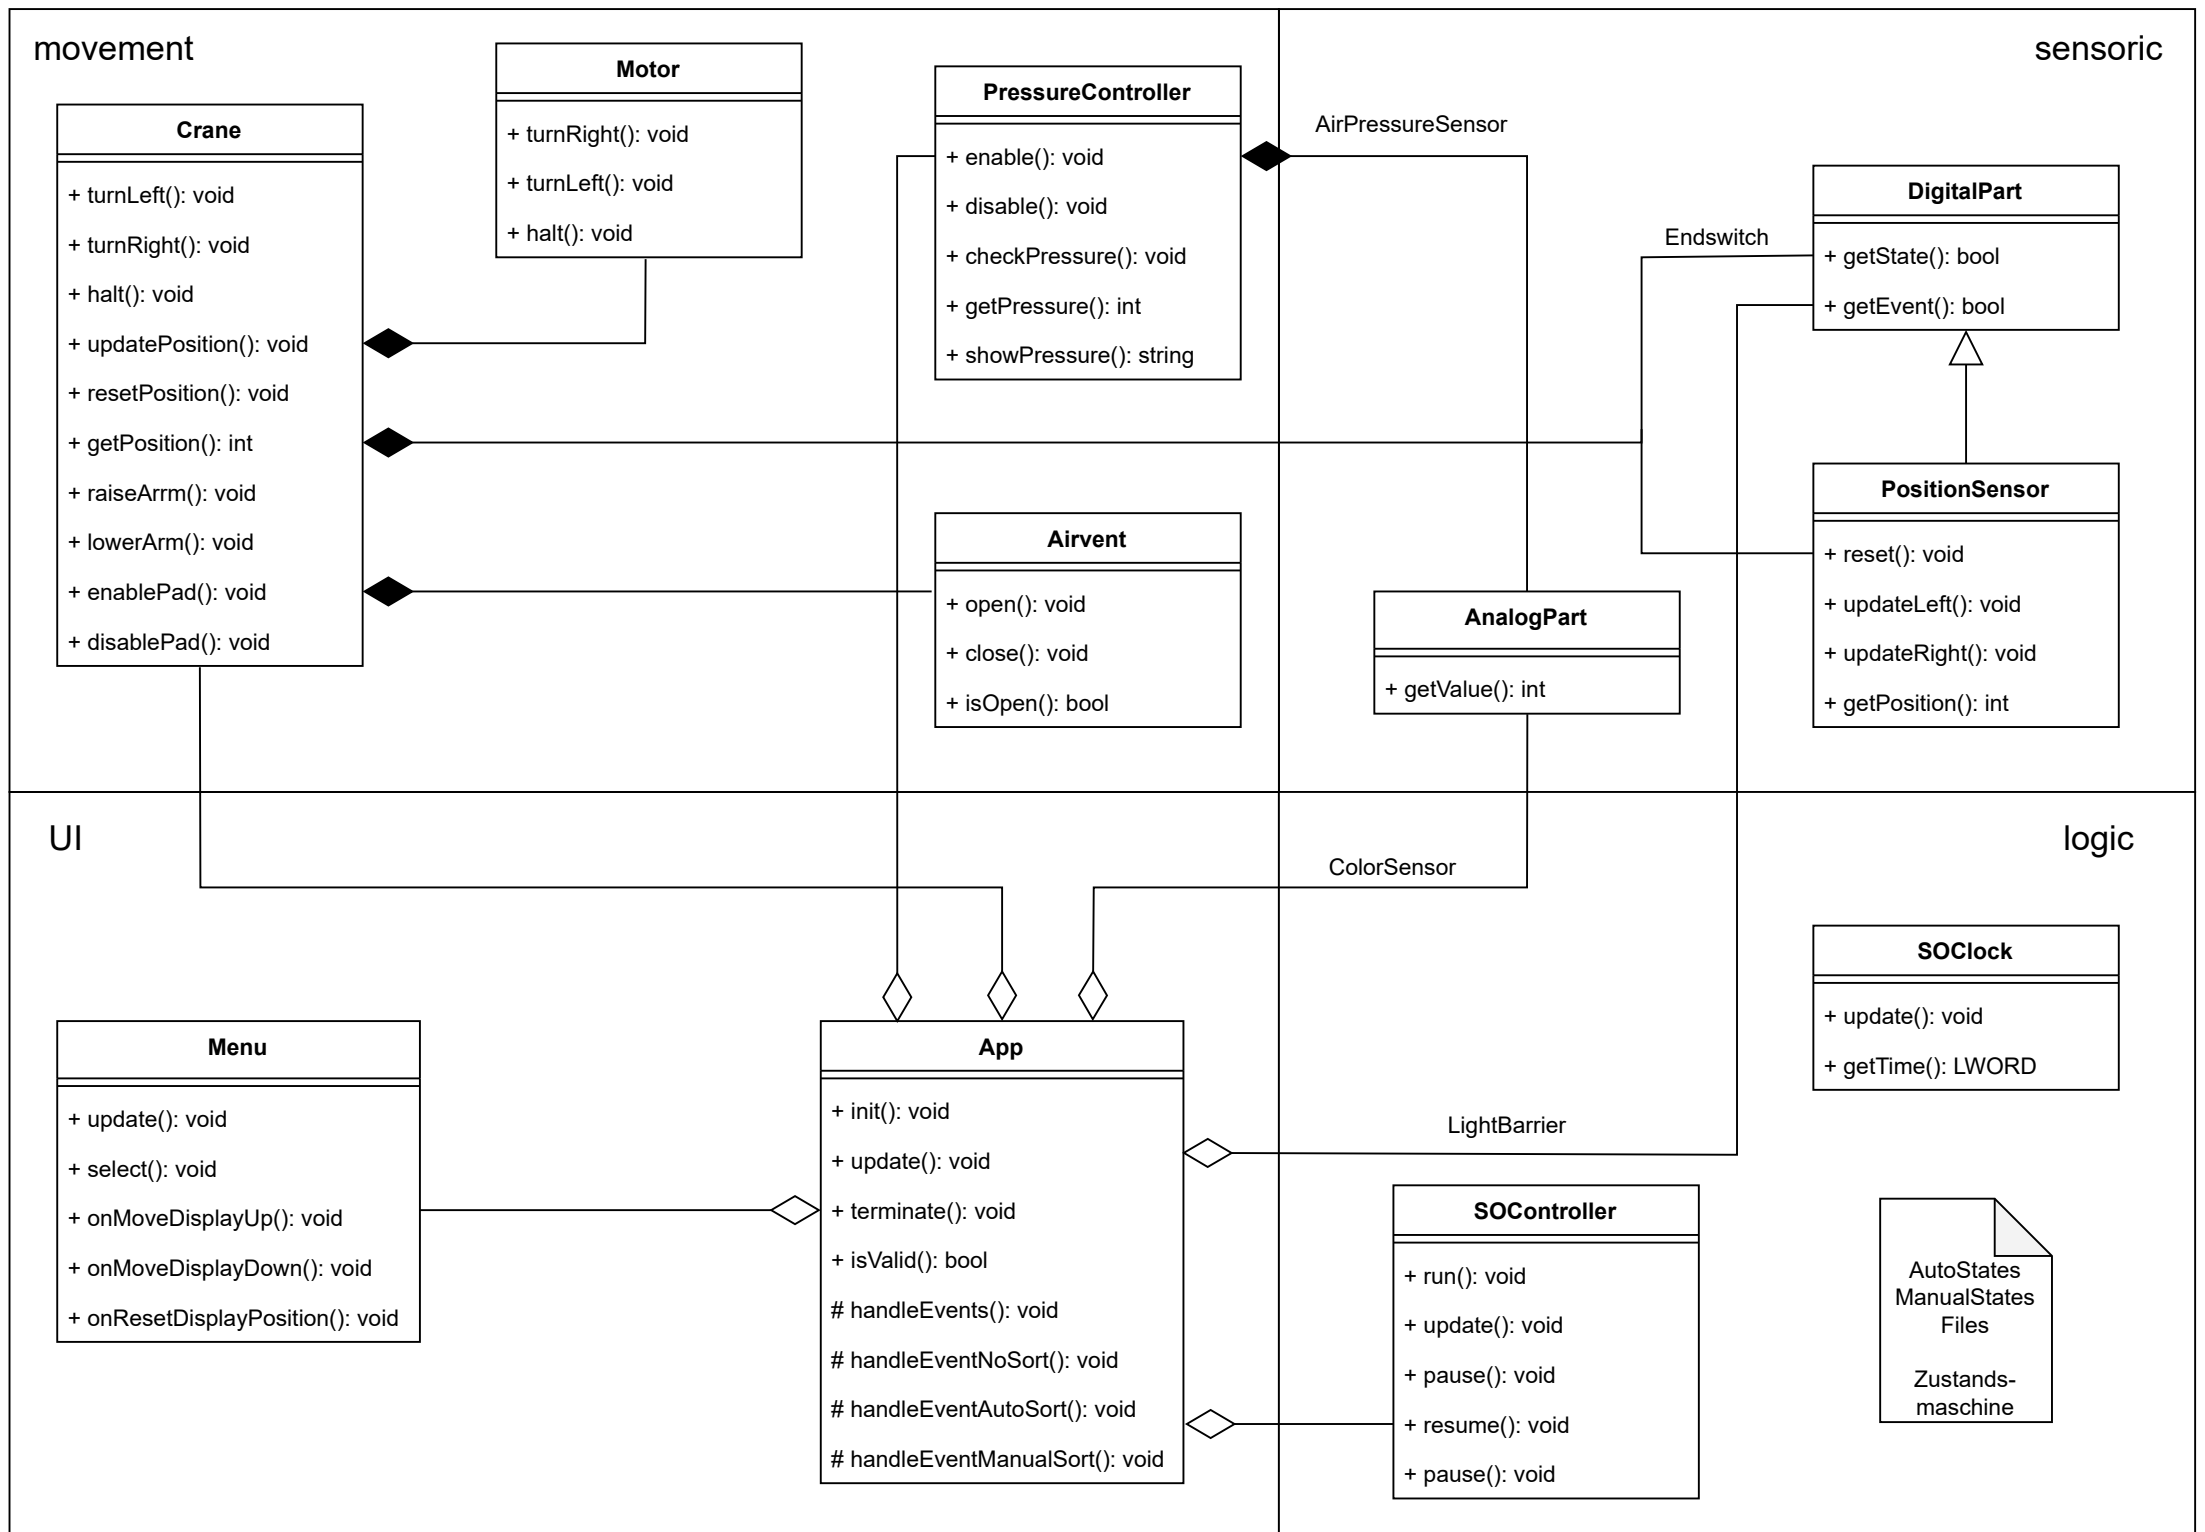 movement
sensoric
Motor
+ turnRight(): void
+ turnLeft(): void
+ halt(): void
PressureController
+ enable(): void
+ disable(): void
+ checkPressure(): void
+ getPressure(): int
+ showPressure(): string
Crane
+ turnLeft(): void
+ turnRight(): void
+ halt(): void
+ updatePosition(): void
+ resetPosition(): void
+ getPosition(): int
+ raiseArrm(): void
+ lowerArm(): void
+ enablePad(): void
+ disablePad(): void
AirPressureSensor
DigitalPart
+ getState(): bool
+ getEvent(): bool
Endswitch
PositionSensor
+ reset(): void
+ updateLeft(): void
+ updateRight(): void
+ getPosition(): int
Airvent
+ open(): void
+ close(): void
+ isOpen(): bool
AnalogPart
+ getValue(): int
UI
logic
ColorSensor
SOClock
+ update(): void
+ getTime(): LWORD
Menu
+ update(): void
+ select(): void
+ onMoveDisplayUp(): void
+ onMoveDisplayDown(): void
+ onResetDisplayPosition(): void
App
+ init(): void
+ update(): void
+ terminate(): void
+ isValid(): bool
# handleEvents(): void
# handleEventNoSort(): void
# handleEventAutoSort(): void
# handleEventManualSort(): void
LightBarrier
SOController
+ run(): void
+ update(): void
+ pause(): void
+ resume(): void
+ pause(): void
AutoStates
ManualStates
Files
Zustands-
maschine